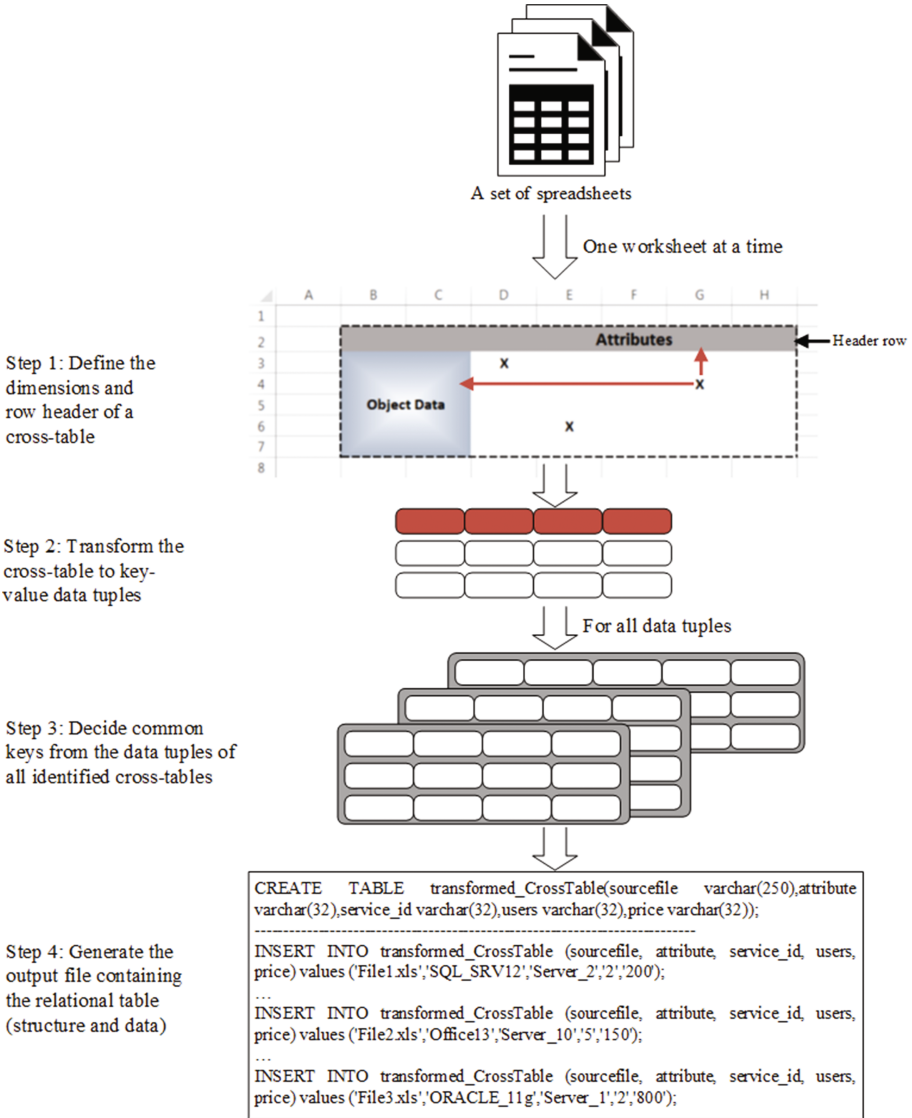 A set of spreadsheets
One worksheet at a time
A B C D E F G H
1
2 Attributes
Header row
3 X
4 X
5 Object Data
6 X
7
8
Step 1: Define the
dimensions and
row header of a
cross-table
Step 2: Transform the
cross-table to key-
value data tuples
For all data tuples
Step 3: Decide common
keys from the data tuples of
all identified cross-tables
Step 4: Generate the
output file containing
the relational table
(structure and data)
CREATE TABLE transformed_CrossTable(sourcefile varchar(250),attribute
varchar(32),service_id varchar(32),users varchar(32),price varchar(32));
----------------------------------------------------------------------------
INSERT INTO transformed_CrossTable (sourcefile, attribute, service_id, users,
price) values ('File1.xls','SQL_SRV12','Server_2','2','200');
…
INSERT INTO transformed_CrossTable (sourcefile, attribute, service_id, users,
price) values ('File2.xls','Office13','Server_10','5','150');
…
INSERT INTO transformed_CrossTable (sourcefile, attribute, service_id, users,
price) values ('File3.xls','ORACLE_11g','Server_1','2','800');